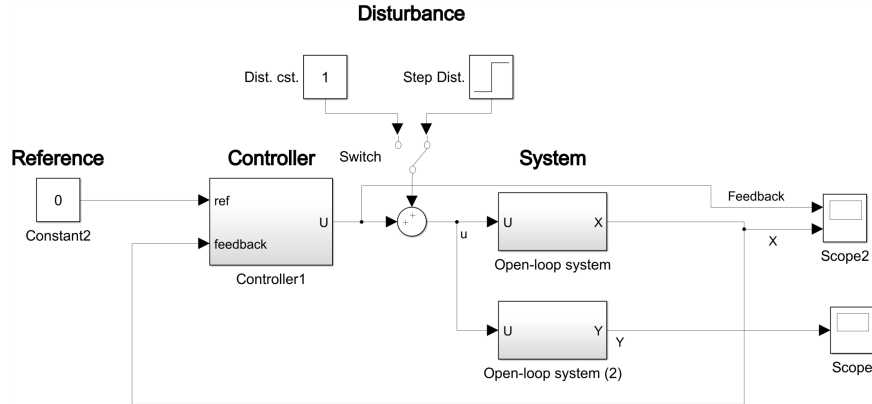 Disturbance
Dist. cst.
1
Step Dist.
Switch
Reference
Controller
System
0
Constant2
ref
feedback
U
Controller1
+
+
u
U
X
Open-loop system
Feedback
X
Scope2
U
Y
Open-loop system (2)
Y
Scope